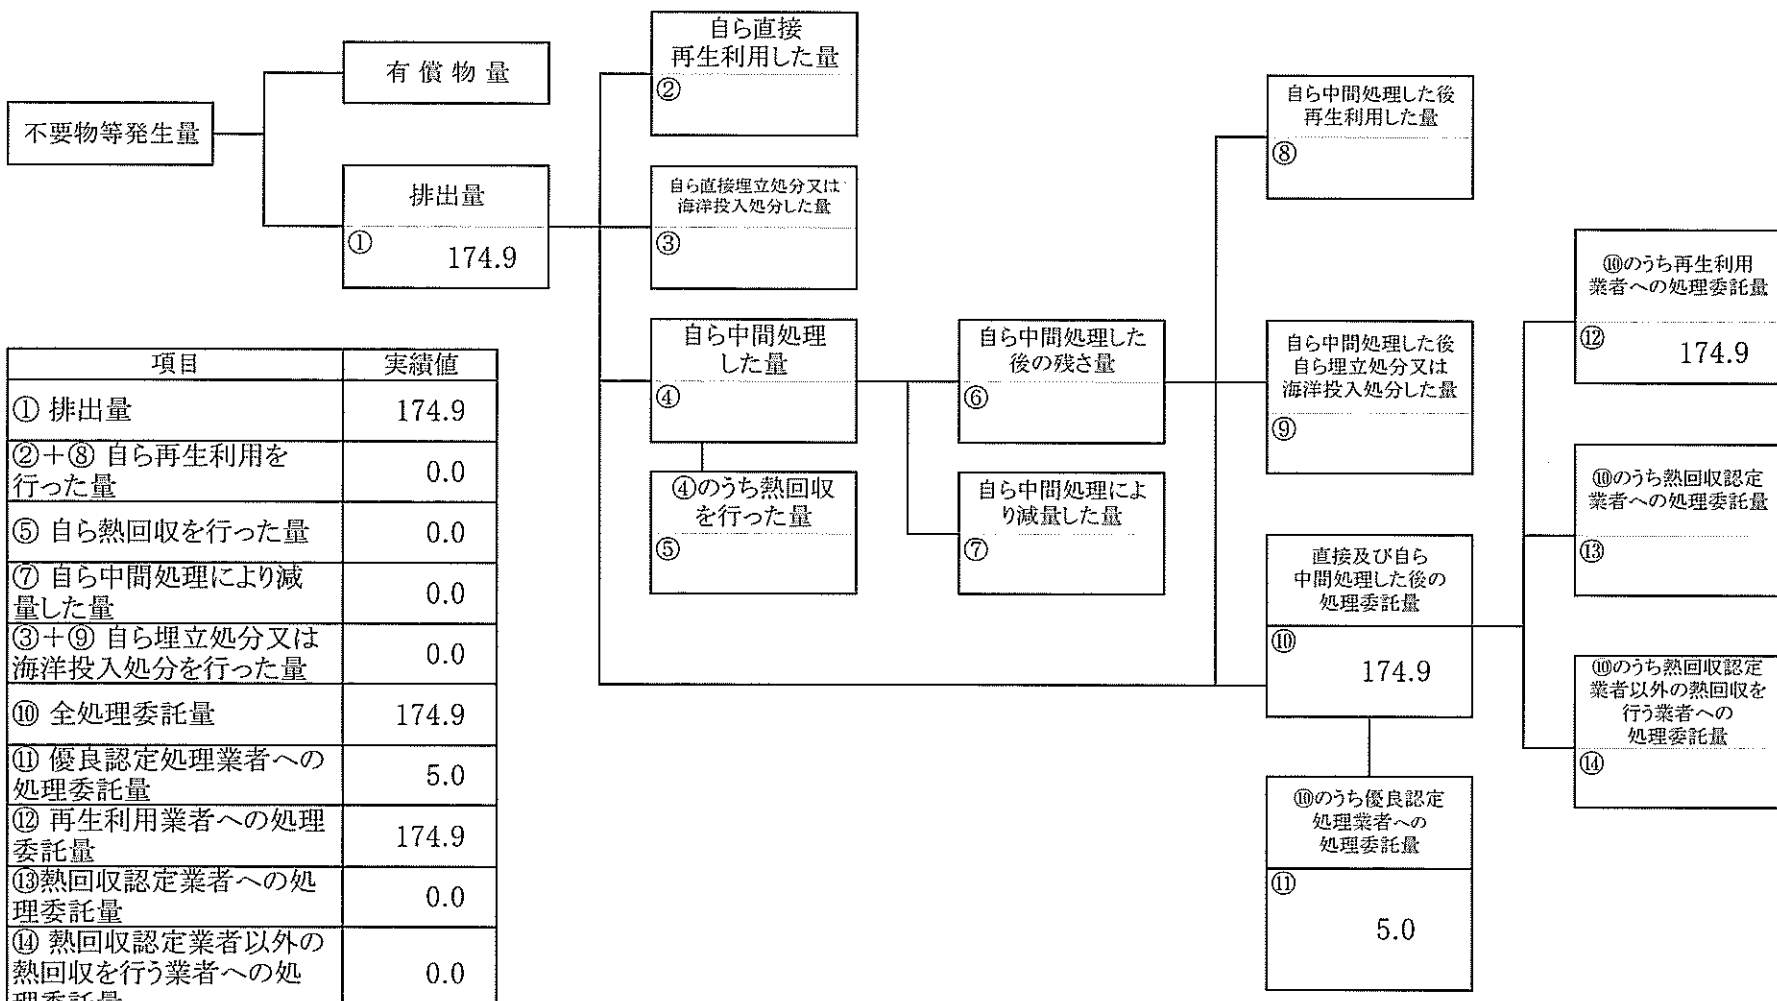 不要物等発生量
有償物量
排出量
① 174.9
自ら直接
再生利用した量
②
自ら直接埋立処分又は
海洋投入処分した量
③
自ら中間処理
した量
④
④のうち熱回収
を行った量
⑤
自ら中間処理した
後の残さ量
⑥
自ら中間処理によ
り減量した量
⑦
自ら中間処理した後
再生利用した量
⑧
自ら中間処理した後
自ら埋立処分又は
海洋投入処分した量
⑨
直接及び自ら
中間処理した後の
処理委託量
⑩
174.9
⑩のうち優良認定
処理業者への
処理委託量
⑪
5.0
⑩のうち再生利用
業者への処理委託量
⑫ 174.9
⑩のうち熱回収認定
業者への処理委託量
⑬
⑩のうち熱回収認定
業者以外の熱回収を
行う業者への
処理委託量
⑭
項目 実績値
① 排出量 174.9
②+⑧ 自ら再生利用を
行った量 0.0
⑤ 自ら熱回収を行った量 0.0
⑦ 自ら中間処理により減
量した量 0.0
③+⑨ 自ら埋立処分又は
海洋投入処分を行った量 0.0
⑩ 全処理委託量 174.9
⑪ 優良認定処理業者への
処理委託量 5.0
⑫ 再生利用業者への処理
委託量 174.9
⑬熱回収認定業者への処
理委託量 0.0
⑭ 熱回収認定業者以外の
熱回収を行う業者への処 0.0
理委託量